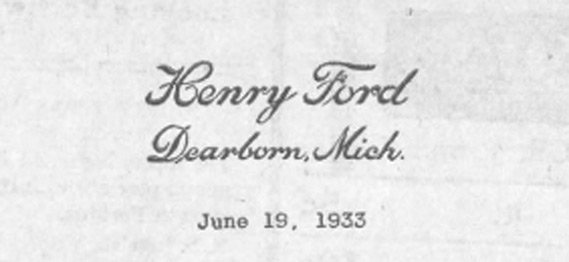 Henry Ford
Dearborn, Mich.
June 19, 1933